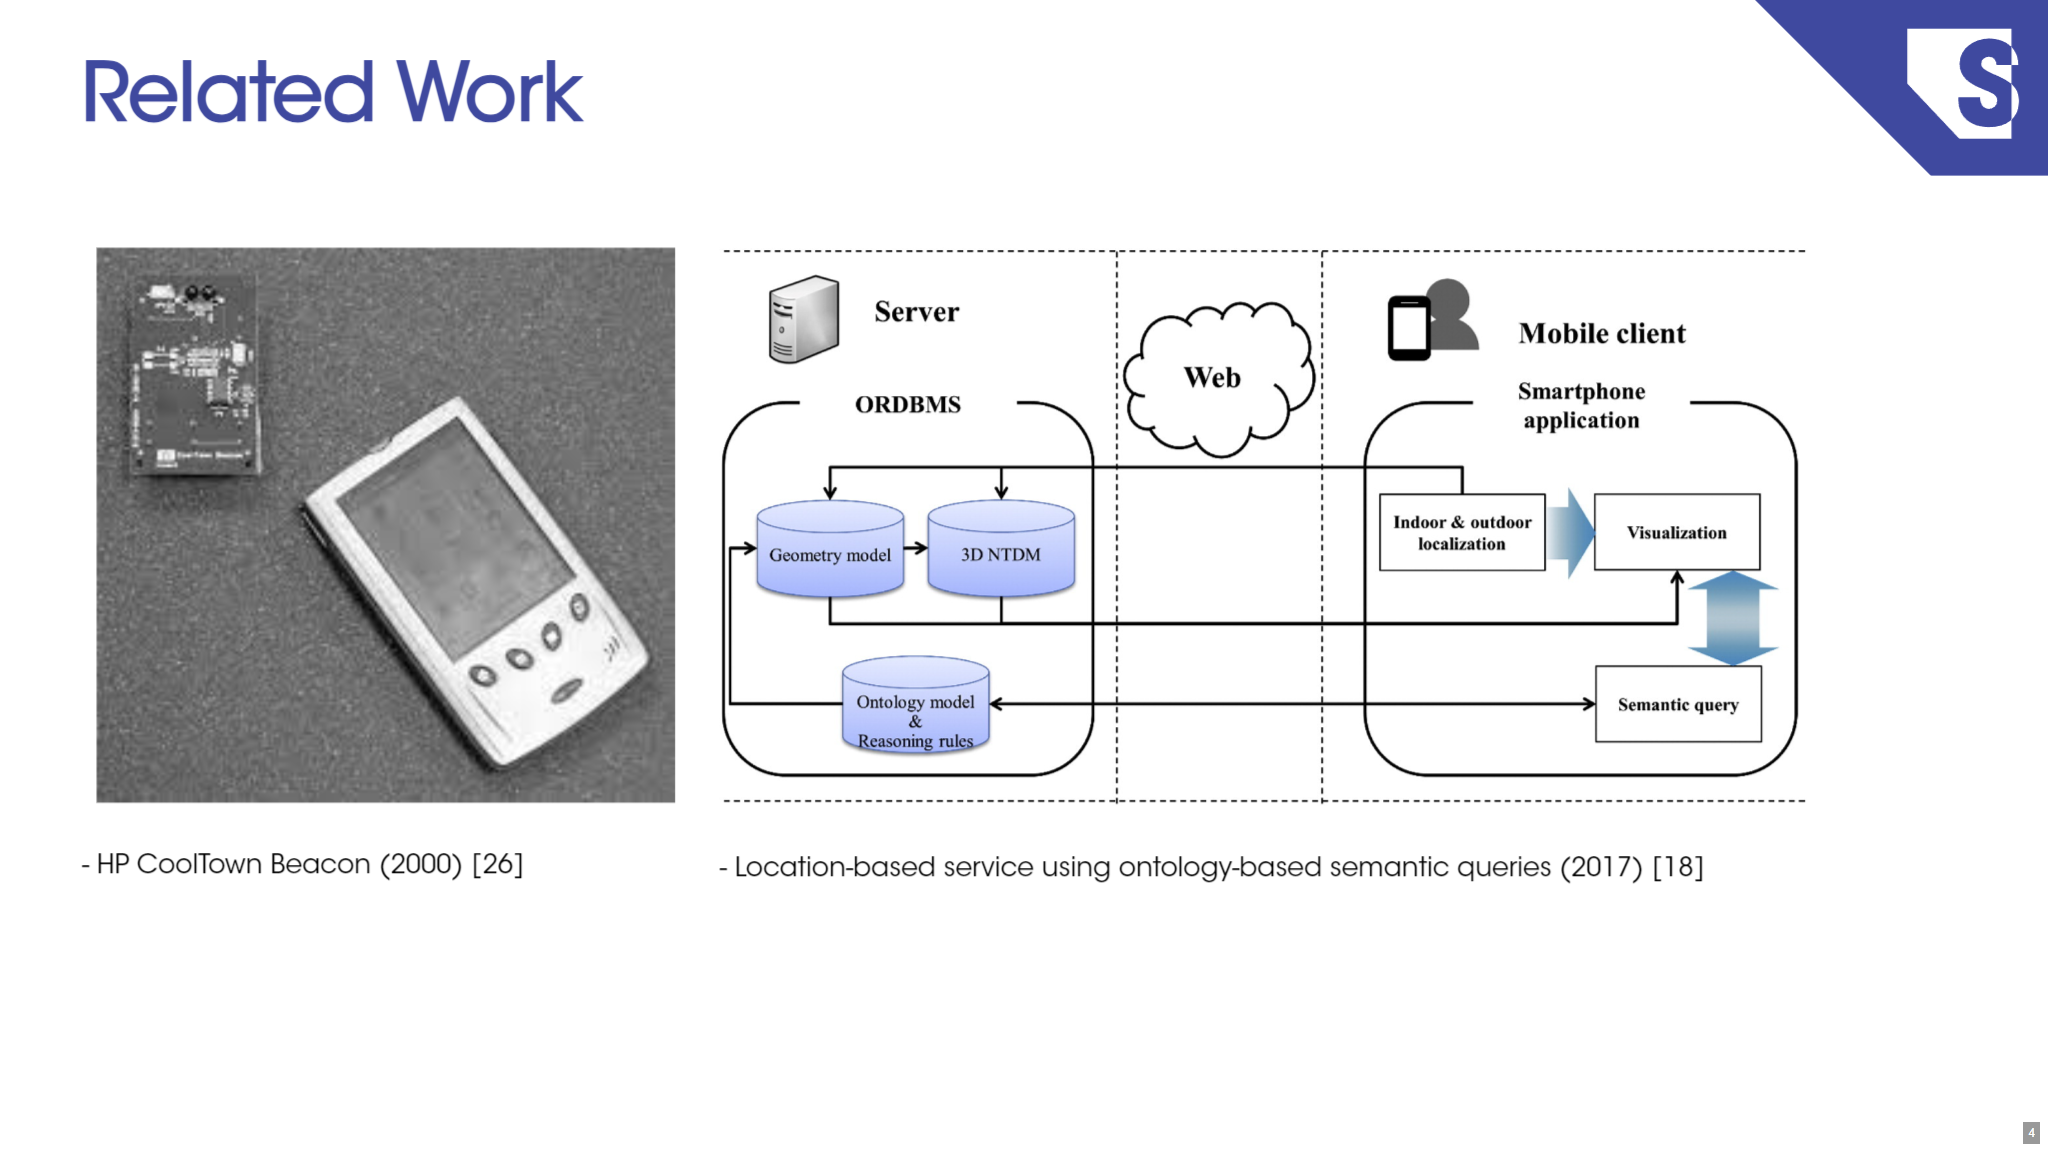 Related Work
S
CoolTown Beacon
Server
Web
Mobile client
ORDBMS
Smartphone
application
Geometry model
3D NTDM
Indoor & outdoor
localization
Visualization
Ontology model
&
Reasoning rules
Semantic query
- HP CoolTown Beacon (2000) [26]
- Location-based service using ontology-based semantic queries (2017) [18]
4